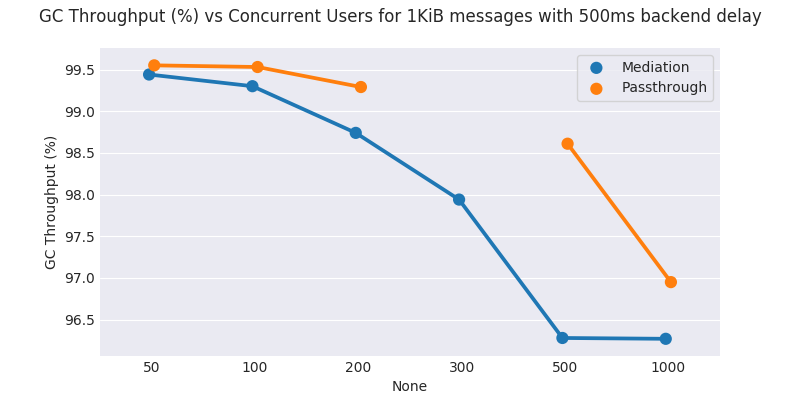 GC Throughput (%) vs Concurrent Users for 1KiB messages with 500ms backend delay
Mediation
Passthrough
GC Throughput (%)
99.5
99.0
98.5
98.0
97.5
97.0
96.5
50 100 200 300 500 1000
None